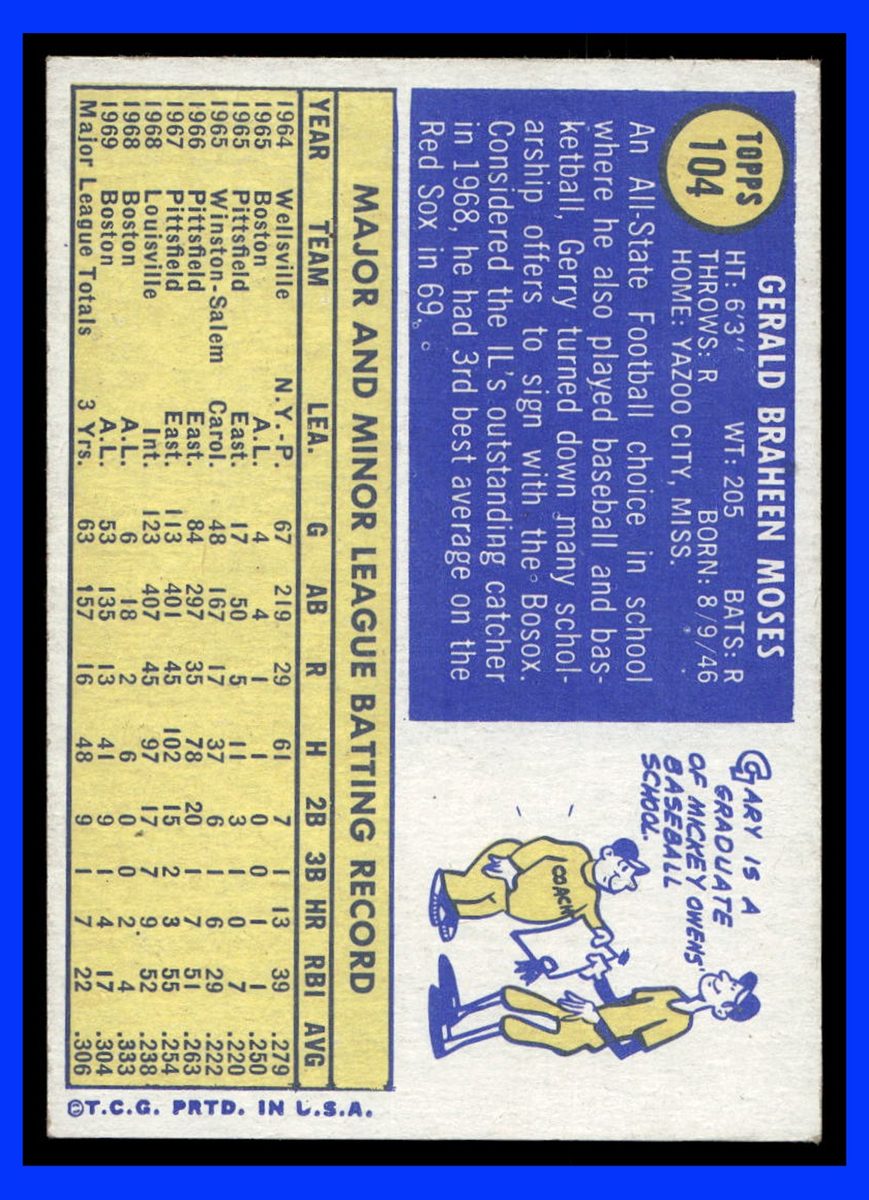 TOPPS
104
GERALD BRAHEEN MOSES
HT: 6'3" WT: 205 BATS: R
THROWS: R BORN: 8/9/46
HOME: YAZOO CITY, MISS.
An All-State Football choice in school
where he also played baseball and bas-
ketball, Gerry turned down many schol-
arship offers to sign with the Bosox.
Considered the IL's outstanding catcher
in 1968, he had 3rd best average on the
Red Sox in 69.
GARY IS A
GRADUATE
OF MICKEY OWENS'
BASEBALL
SCHOOL.
COACH
MAJOR AND MINOR LEAGUE BATTING RECORD
YEAR TEAM LEA. G AB R H 2B 3B HR RBI AVG
1964 Wellsville N.Y.-P. 67 219 29 61 7 1 13 39 .279
1965 Boston A.L. 4 4 1 1 0 0 1 1 .250
1965 Pittsfield East. 17 50 5 11 3 1 0 7 .220
1965 Winston-Salem Carol. 48 167 17 37 6 1 6 29 .222
1966 Pittsfield East. 84 297 35 78 20 1 7 51 .263
1967 Pittsfield East. 113 401 45 102 15 2 3 55 .254
1968 Louisville Int. 123 407 45 97 17 7 9 52 .238
1968 Boston A.L. 6 18 2 6 0 0 2 4 .333
1969 Boston A.L. 53 135 13 41 9 1 4 17 .304
Major League Totals 3 Yrs. 63 157 16 48 9 1 7 22 .306
©T.C.G. PRTD. IN U.S.A.